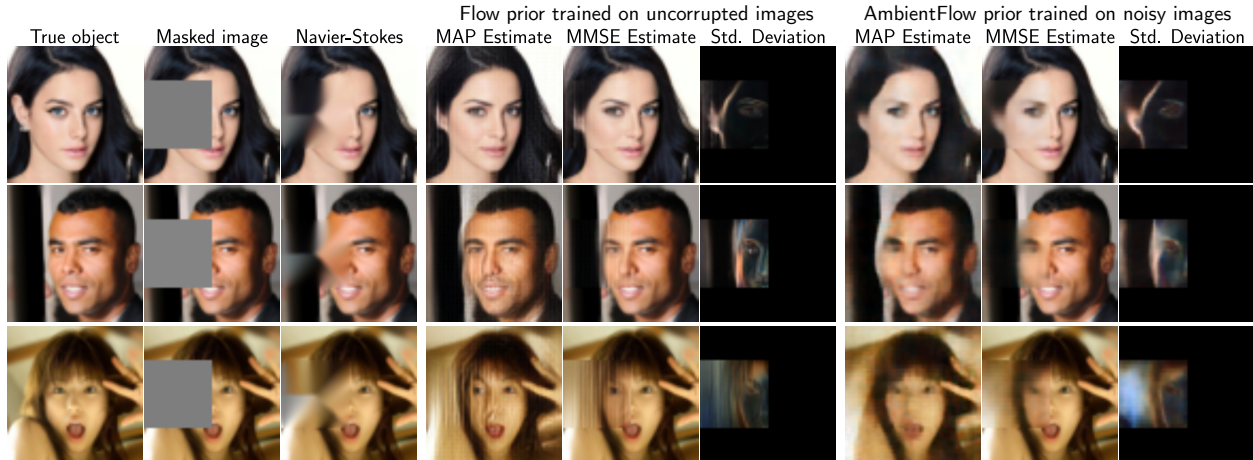 Flow prior trained on uncorrupted images AmbientFlow prior trained on noisy images
True object Masked image Navier-Stokes MAP Estimate MMSE Estimate Std. Deviation MAP Estimate MMSE Estimate Std. Deviation